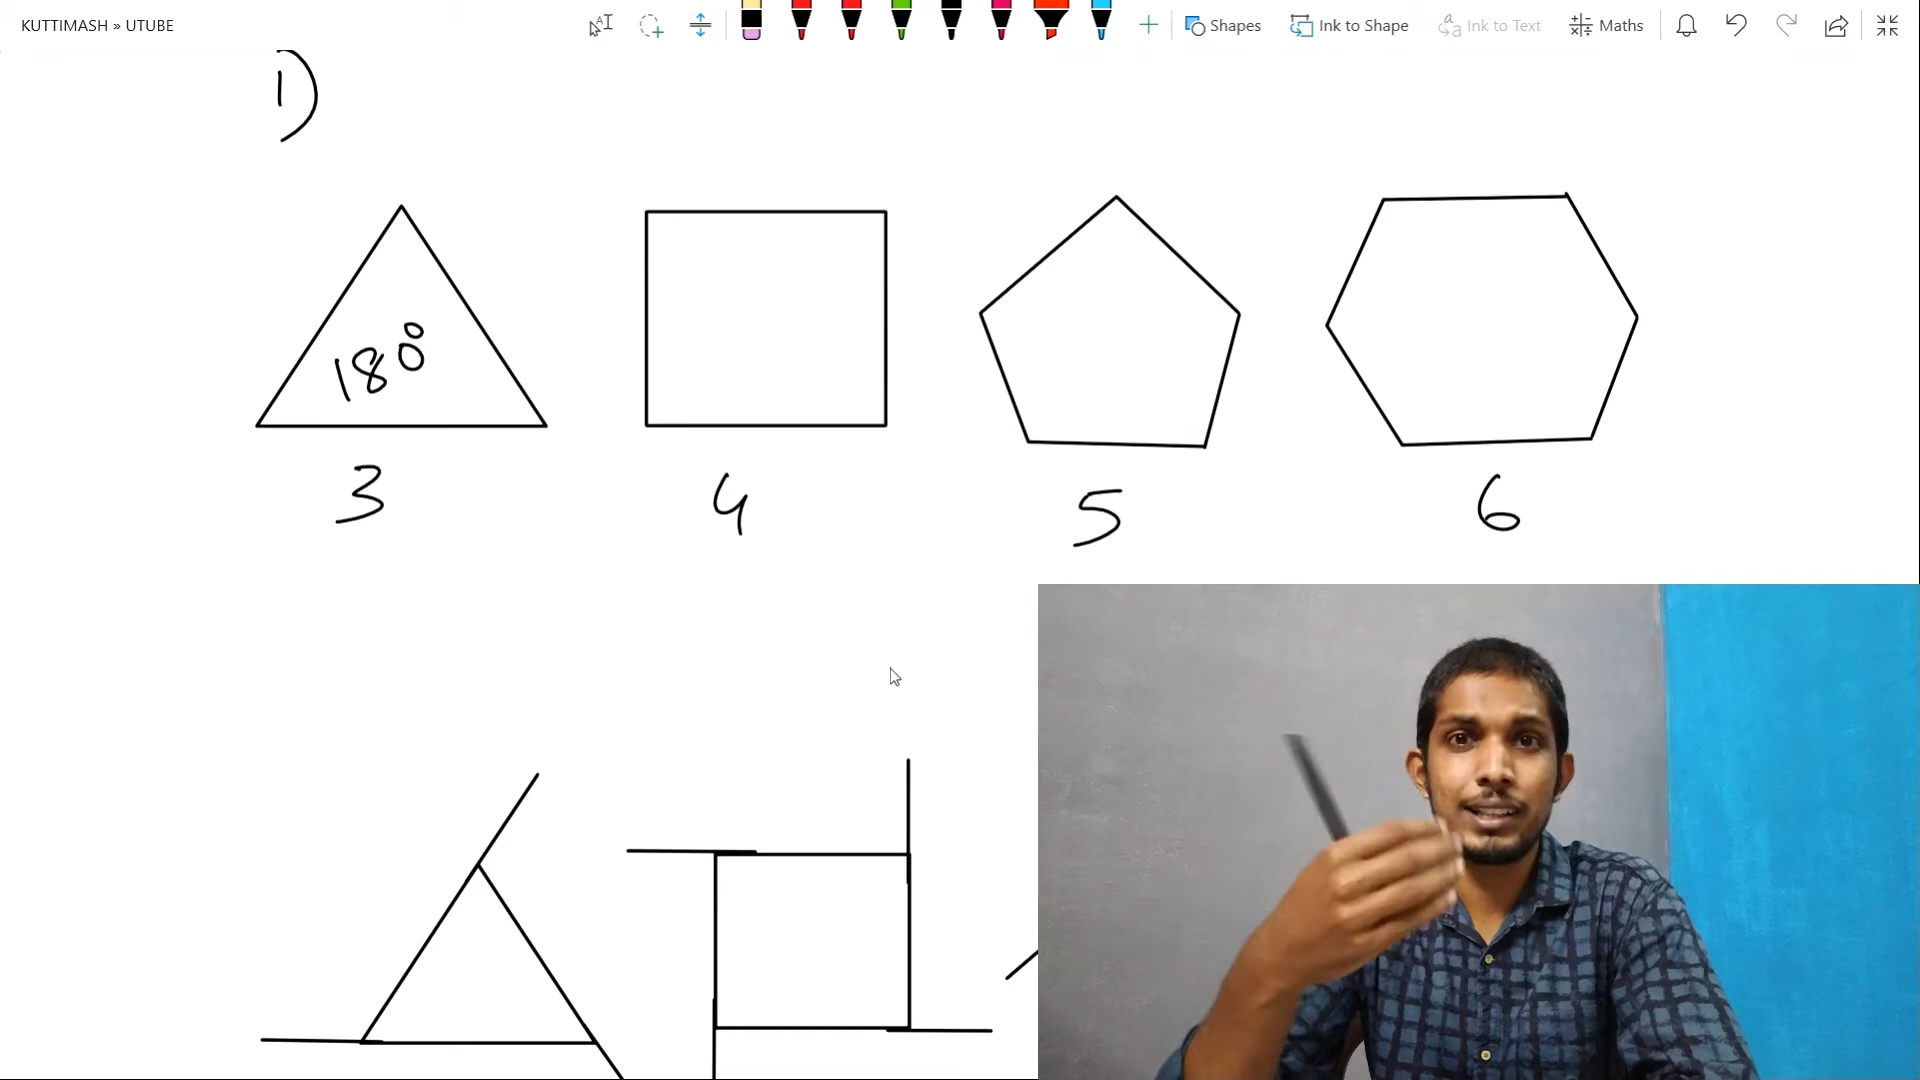 KUTTIMASH » UTUBE
Shapes
Ink to Shape
Ink to Text
Maths
1)
180°
3
4
5
6